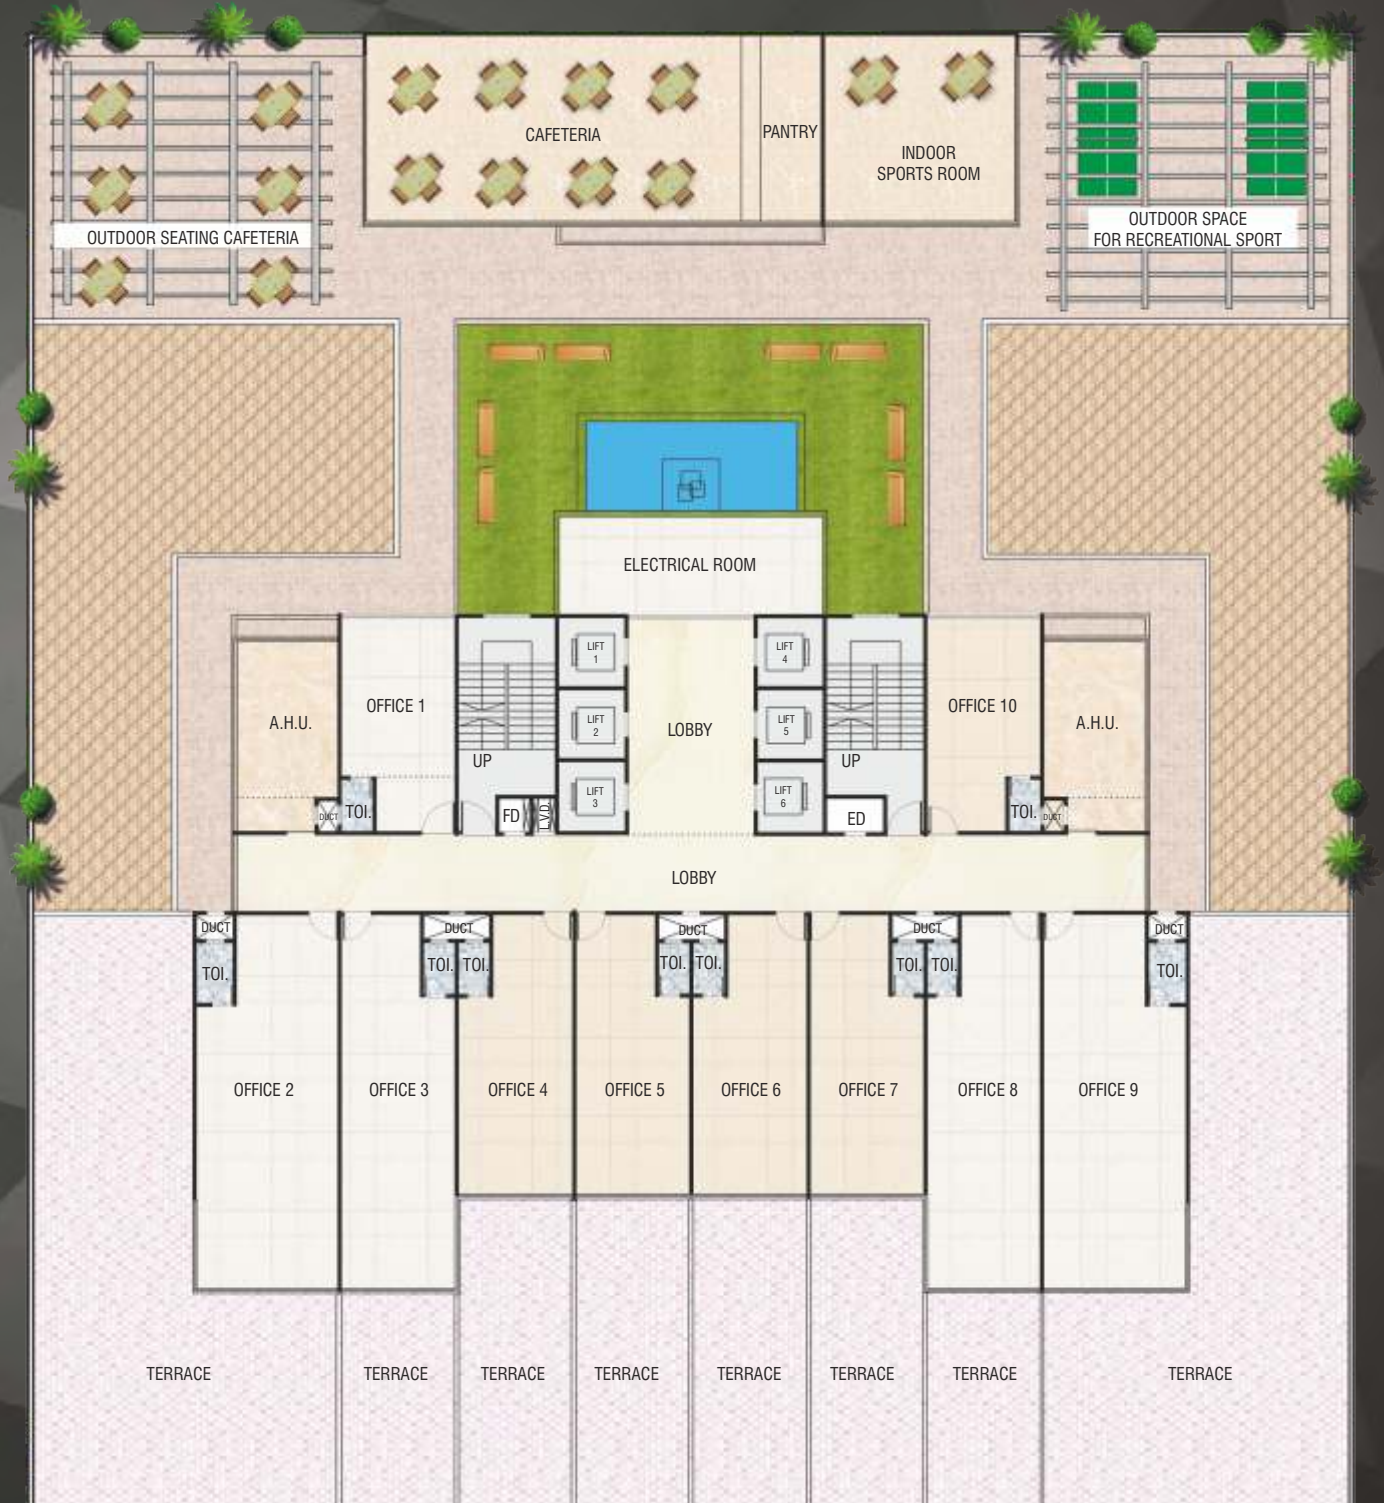 CAFETERIA
PANTRY
INDOOR
SPORTS ROOM
OUTDOOR SEATING CAFETERIA
OUTDOOR SPACE
FOR RECREATIONAL SPORT
ELECTRICAL ROOM
A.H.U.
OFFICE 1
UP
LIFT
1
LIFT
2
LIFT
3
LOBBY
LIFT
4
LIFT
5
LIFT
6
UP
OFFICE 10
A.H.U.
DUCT
TOI.
FD
L.V.D.
ED
TOI.
DUCT
LOBBY
DUCT
DUCT
DUCT
DUCT
DUCT
TOI.
TOI.
TOI.
TOI.
TOI.
TOI.
TOI.
TOI.
OFFICE 2
OFFICE 3
OFFICE 4
OFFICE 5
OFFICE 6
OFFICE 7
OFFICE 8
OFFICE 9
TERRACE
TERRACE
TERRACE
TERRACE
TERRACE
TERRACE
TERRACE
TERRACE